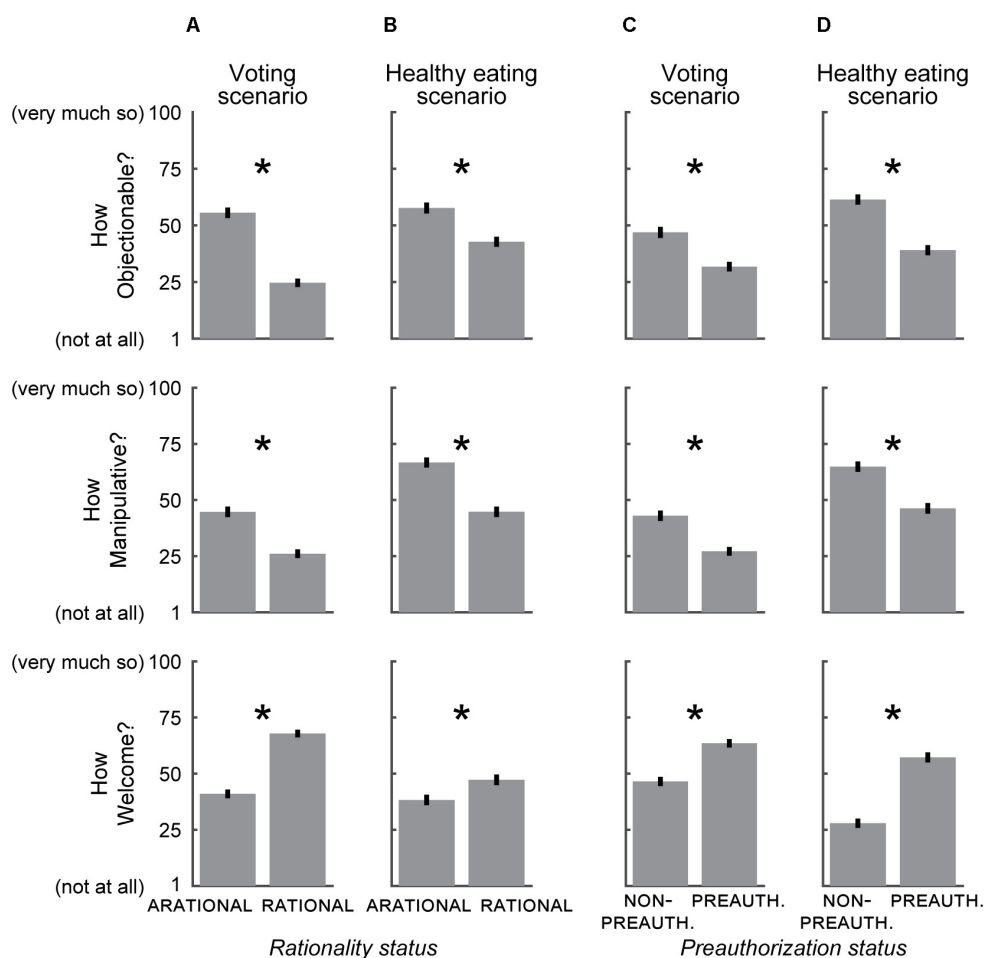 A B C D
Voting Healthy eating Voting Healthy eating
scenario scenario scenario scenario
(very much so) 100
75
50
25
(not at all) 1
How
Objectionable?
* * * *
(very much so) 100
75
50
25
(not at all) 1
How
Manipulative?
* * * *
(very much so) 100
75
50
25
(not at all) 1
How
Welcome?
* * * *
ARATIONAL RATIONAL ARATIONAL RATIONAL NON- PREAUTH. NON- PREAUTH.
PREAUTH. PREAUTH.
Rationality status Preauthorization status